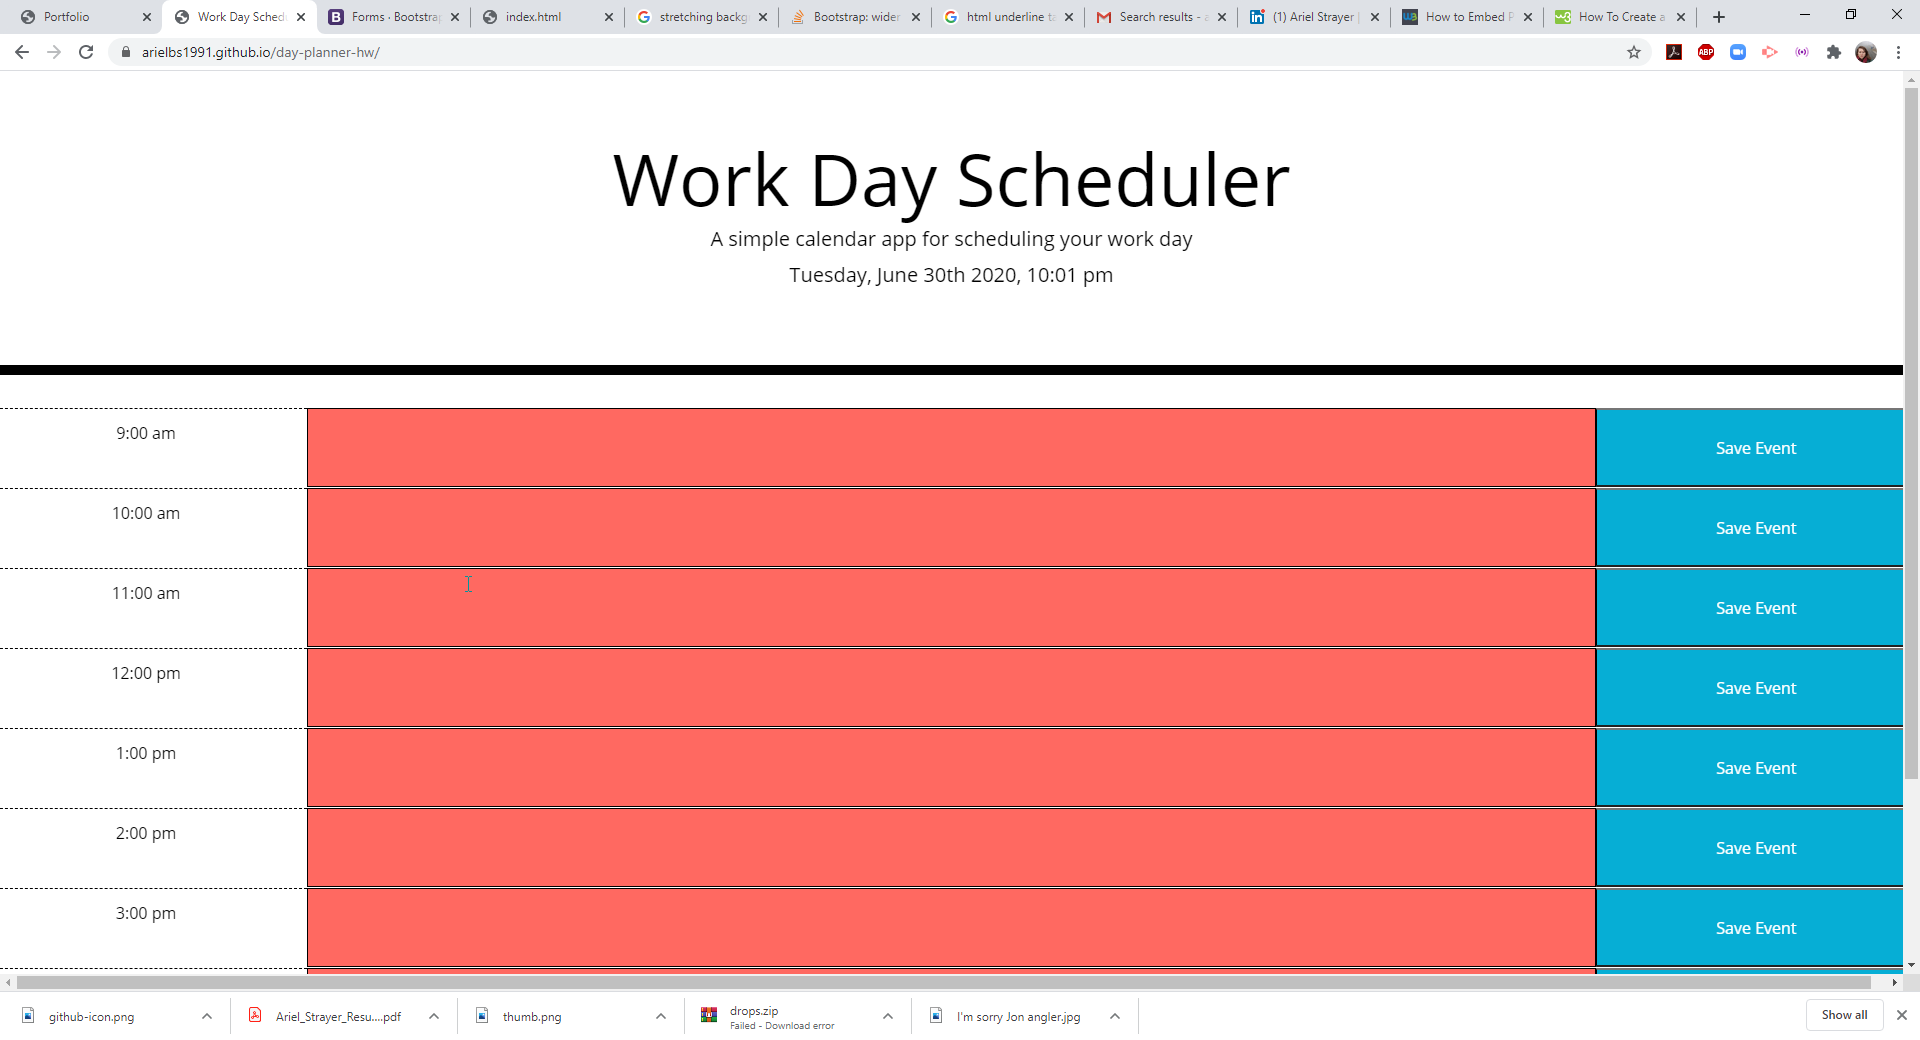 Portfolio
Work Day Sched
Forms · Bootstrap
index.html
stretching backg
Bootstrap: wider
html underline ta
Search results - a
(1) Ariel Strayer |
How to Embed P
How To Create a
arielbs1991.github.io/day-planner-hw/
ABP
Work Day Scheduler
A simple calendar app for scheduling your work day
Tuesday, June 30th 2020, 10:01 pm
9:00 am
Save Event
10:00 am
Save Event
11:00 am
Save Event
12:00 pm
Save Event
1:00 pm
Save Event
2:00 pm
Save Event
3:00 pm
Save Event
github-icon.png
Ariel_Strayer_Resu....pdf
thumb.png
drops.zip
Failed - Download error
I'm sorry Jon angler.jpg
Show all